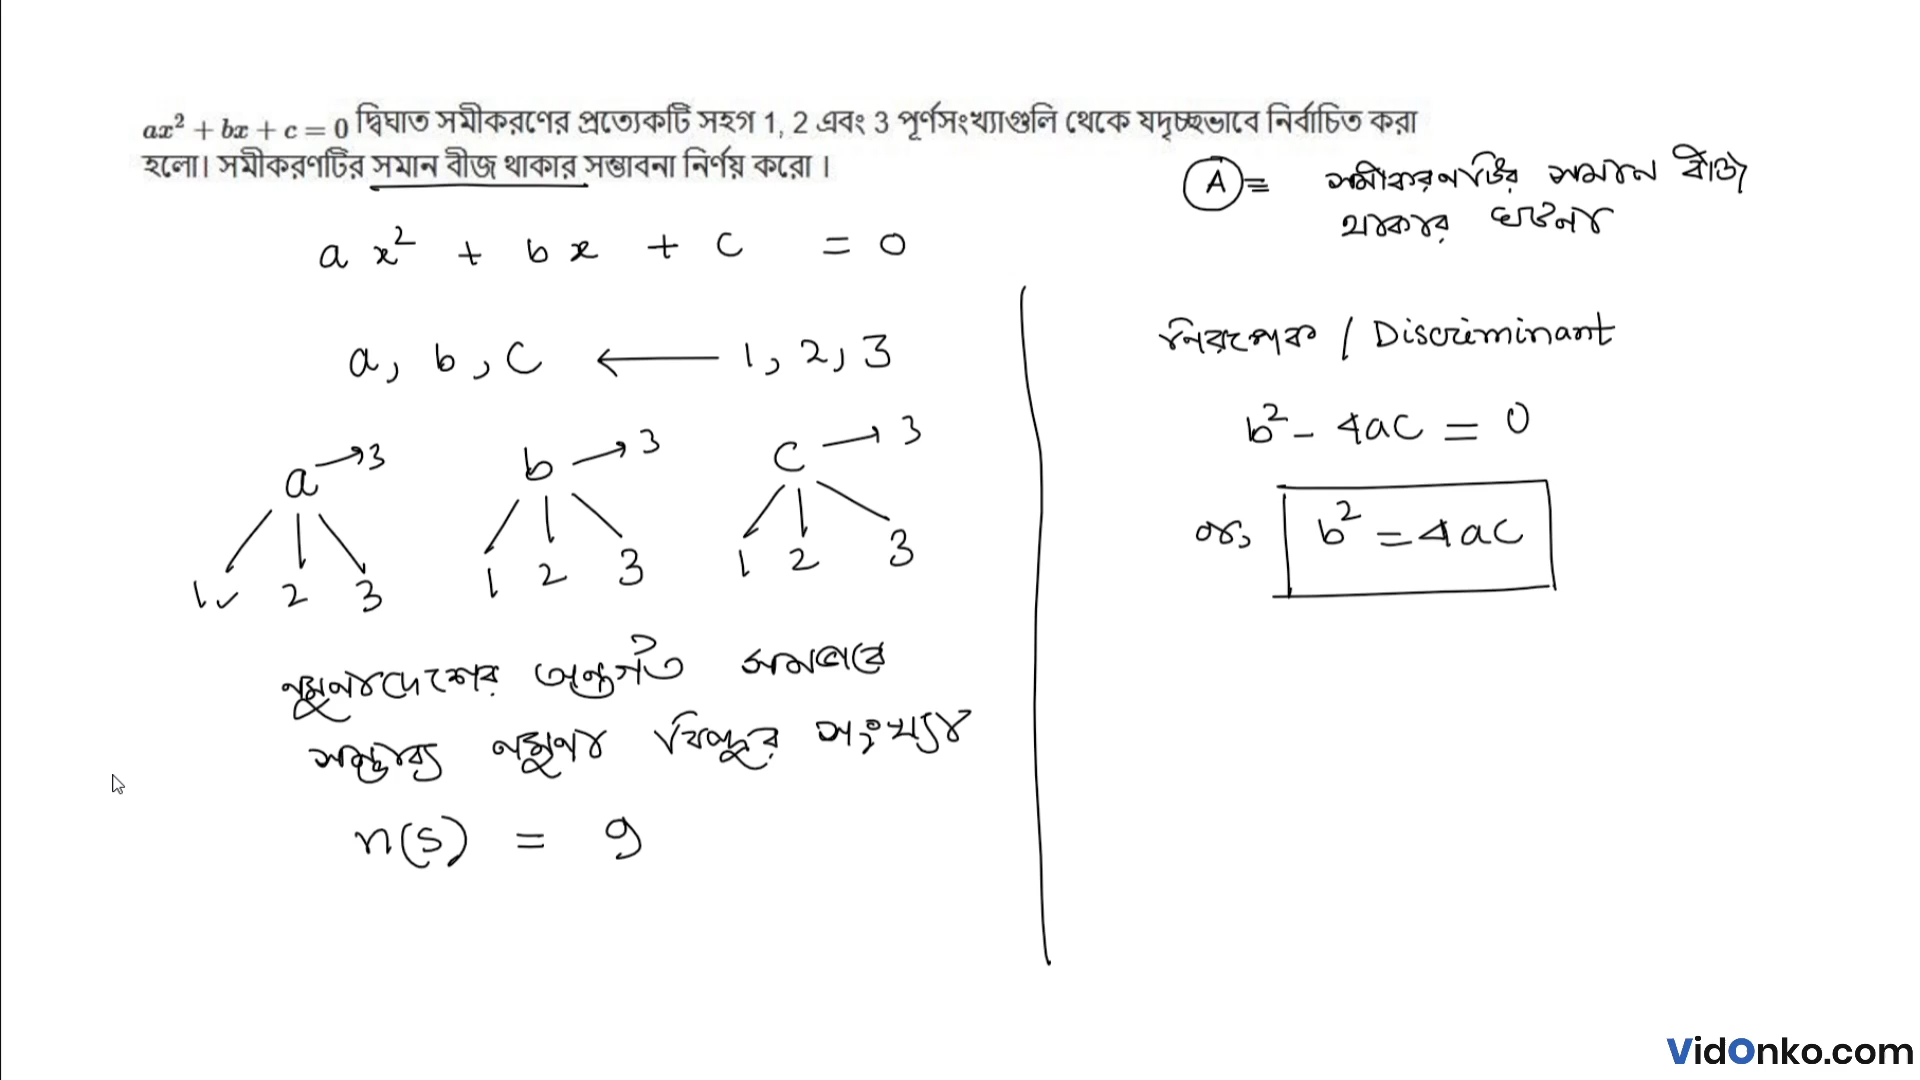 ax² + bx + c = 0 দ্বিঘাত সমীকরণের প্রত্যেকটি সহগ 1, 2 এবং 3 পূর্ণসংখ্যাগুলি থেকে যদৃচ্ছভাবে নির্বাচিত করা
হলো। সমীকরণটির সমান বীজ থাকার সম্ভাবনা নির্ণয় করো ।
A = সমীকরণটির সমান বীজ
থাকার ঘটনা
a x² + b x + c = 0
a, b, c ← 1, 2, 3
a → 3 b → 3 c → 3
1 ✓ 2 3 1 2 3 1 2 3
নমুনাদেশের অন্তর্গত সমভাবে
সম্ভাব্য নমুনা বিন্দুর সংখ্যা
n(S) = 9
নিরূপক / Discriminant
b² - 4ac = 0
বা, b² = 4ac
VidOnko.com